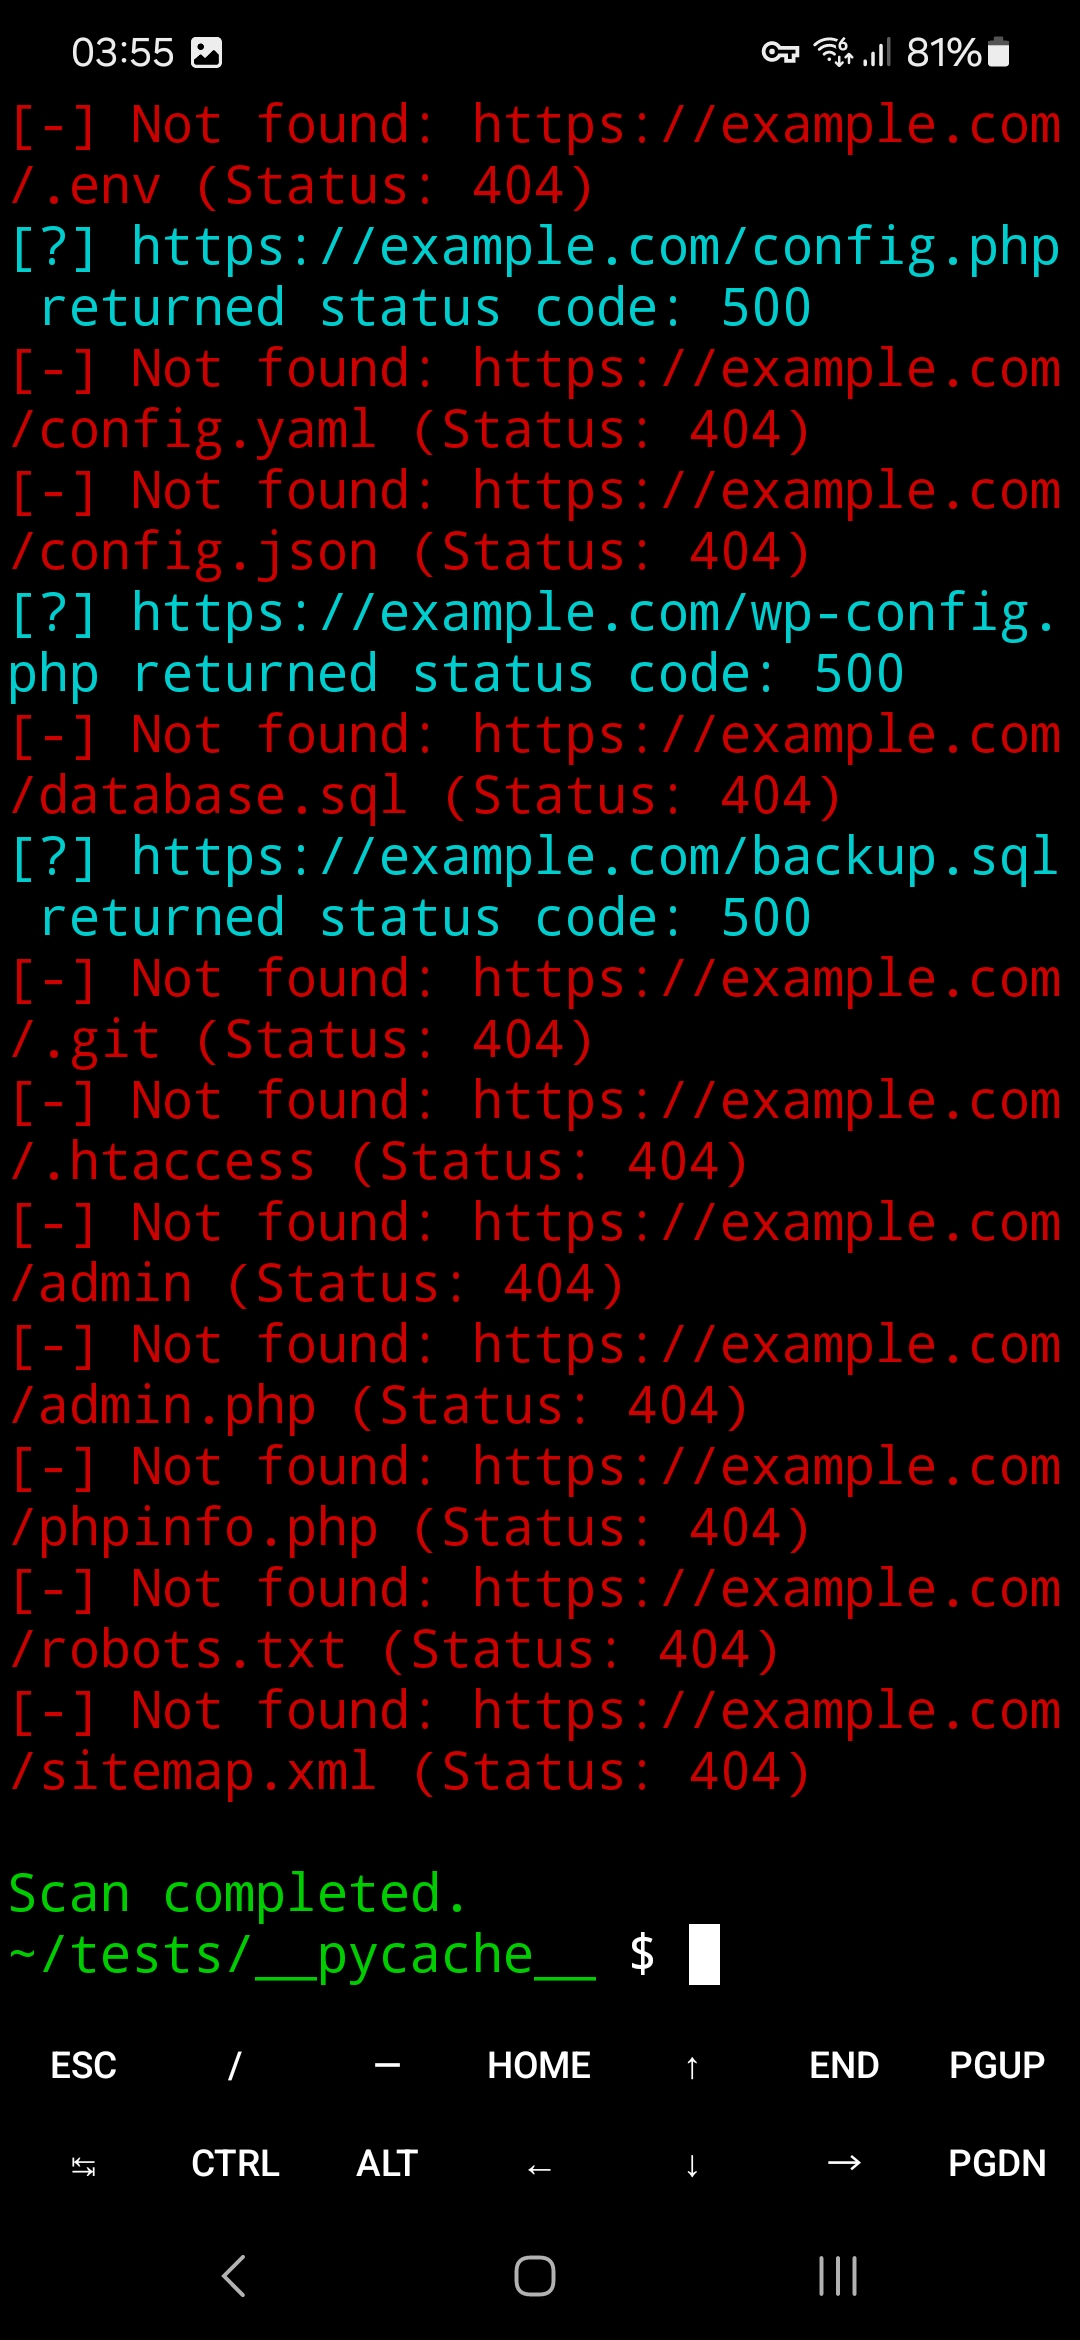 03:55 81%
[-] Not found: https://example.com
/.env (Status: 404)
[?] https://example.com/config.php
returned status code: 500
[-] Not found: https://example.com
/config.yaml (Status: 404)
[-] Not found: https://example.com
/config.json (Status: 404)
[?] https://example.com/wp-config.
php returned status code: 500
[-] Not found: https://example.com
/database.sql (Status: 404)
[?] https://example.com/backup.sql
returned status code: 500
[-] Not found: https://example.com
/.git (Status: 404)
[-] Not found: https://example.com
/.htaccess (Status: 404)
[-] Not found: https://example.com
/admin (Status: 404)
[-] Not found: https://example.com
/admin.php (Status: 404)
[-] Not found: https://example.com
/phpinfo.php (Status: 404)
[-] Not found: https://example.com
/robots.txt (Status: 404)
[-] Not found: https://example.com
/sitemap.xml (Status: 404)
Scan completed.
~/tests/__pycache__ $
ESC / — HOME ↑ END PGUP
↹ CTRL ALT ← ↓ → PGDN